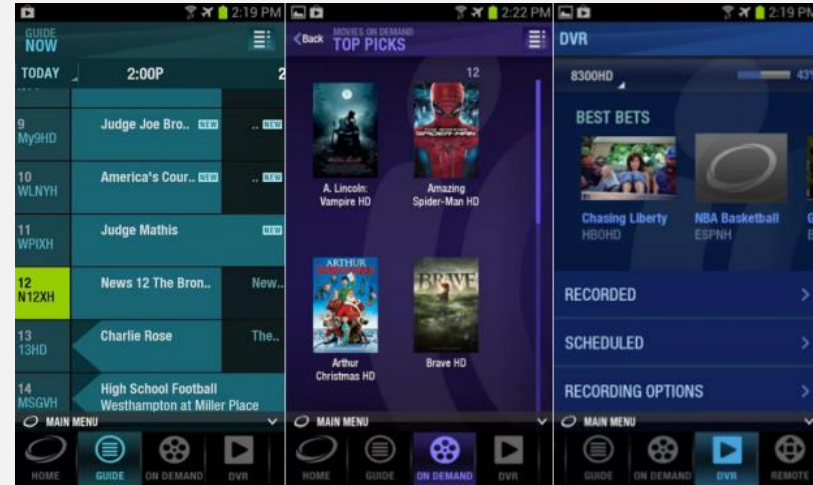 2:19 PM
GUIDE
NOW
TODAY
2:00P
2
9
My9HD
Judge Joe Bro.. NEW
.. NEW
10
WLNYH
America's Cour.. NEW
.. NEW
11
WPIXH
Judge Mathis
NEW
12
N12XH
News 12 The Bron..
New..
13
13HD
Charlie Rose
The..
14
MSGVH
High School Football
Westhampton at Miller Place
MAIN MENU
HOME
GUIDE
ON DEMAND
DVR
2:22 PM
Back
MOVIES ON DEMAND
TOP PICKS
12
A. Lincoln:
Vampire HD
Amazing
Spider-Man HD
ARTHUR
CHRISTMAS
BRAVE
Arthur
Christmas HD
Brave HD
MAIN MENU
HOME
GUIDE
ON DEMAND
DVR
2:19 PM
DVR
8300HD
43%
BEST BETS
Chasing Liberty
HBOHD
NBA Basketball
ESPNH
RECORDED
SCHEDULED
RECORDING OPTIONS
MAIN MENU
GUIDE
ON DEMAND
DVR
REMOTE